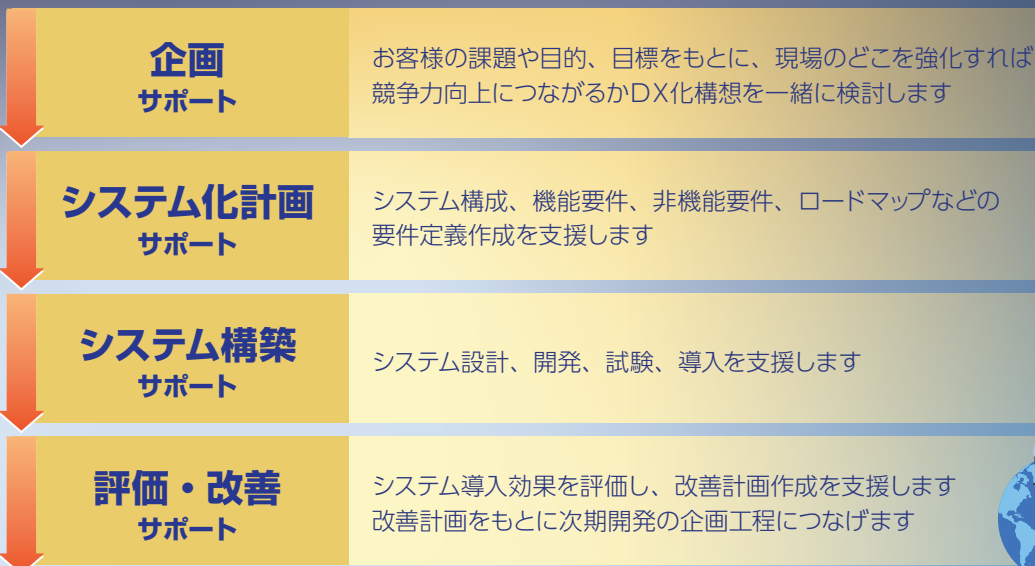 企画
サポート
お客様の課題や目的、目標をもとに、現場のどこを強化すれば
競争力向上につながるかDX化構想を一緒に検討します
システム化計画
サポート
システム構成、機能要件、非機能要件、ロードマップなどの
要件定義作成を支援します
システム構築
サポート
システム設計、開発、試験、導入を支援します
評価・改善
サポート
システム導入効果を評価し、改善計画作成を支援します
改善計画をもとに次期開発の企画工程につなげます